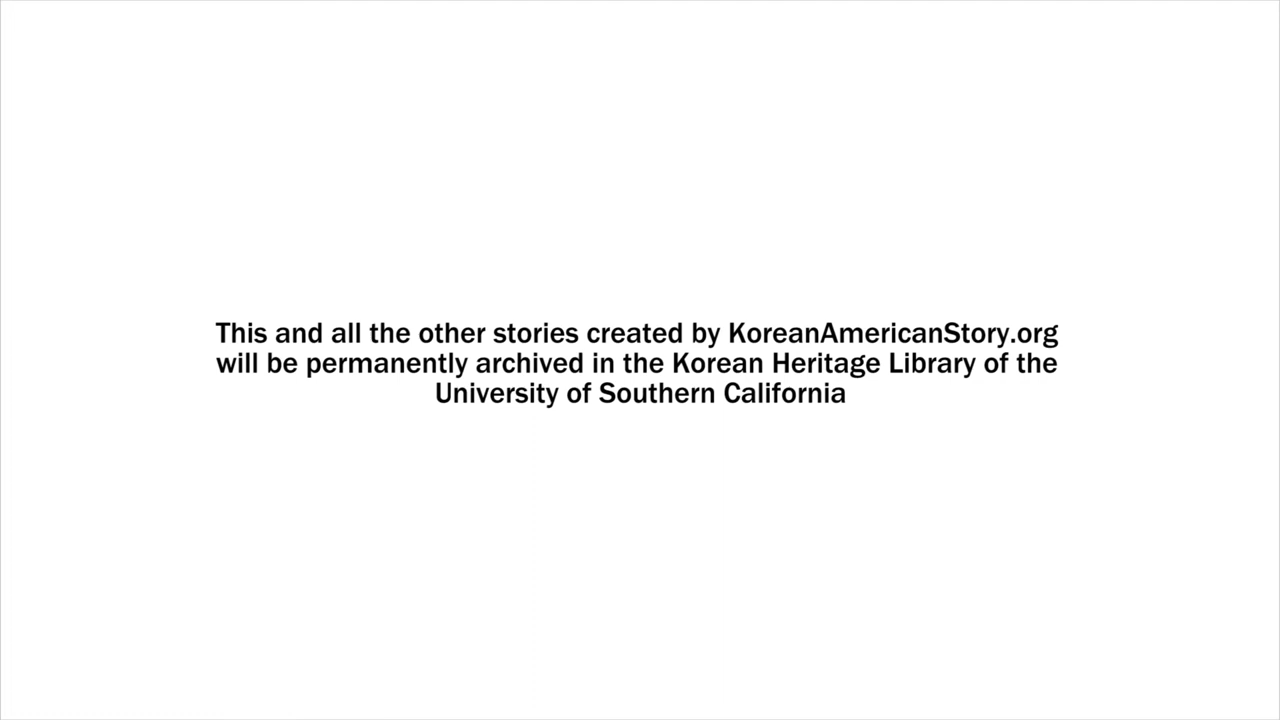 This and all the other stories created by KoreanAmericanStory.org
will be permanently archived in the Korean Heritage Library of the
University of Southern California